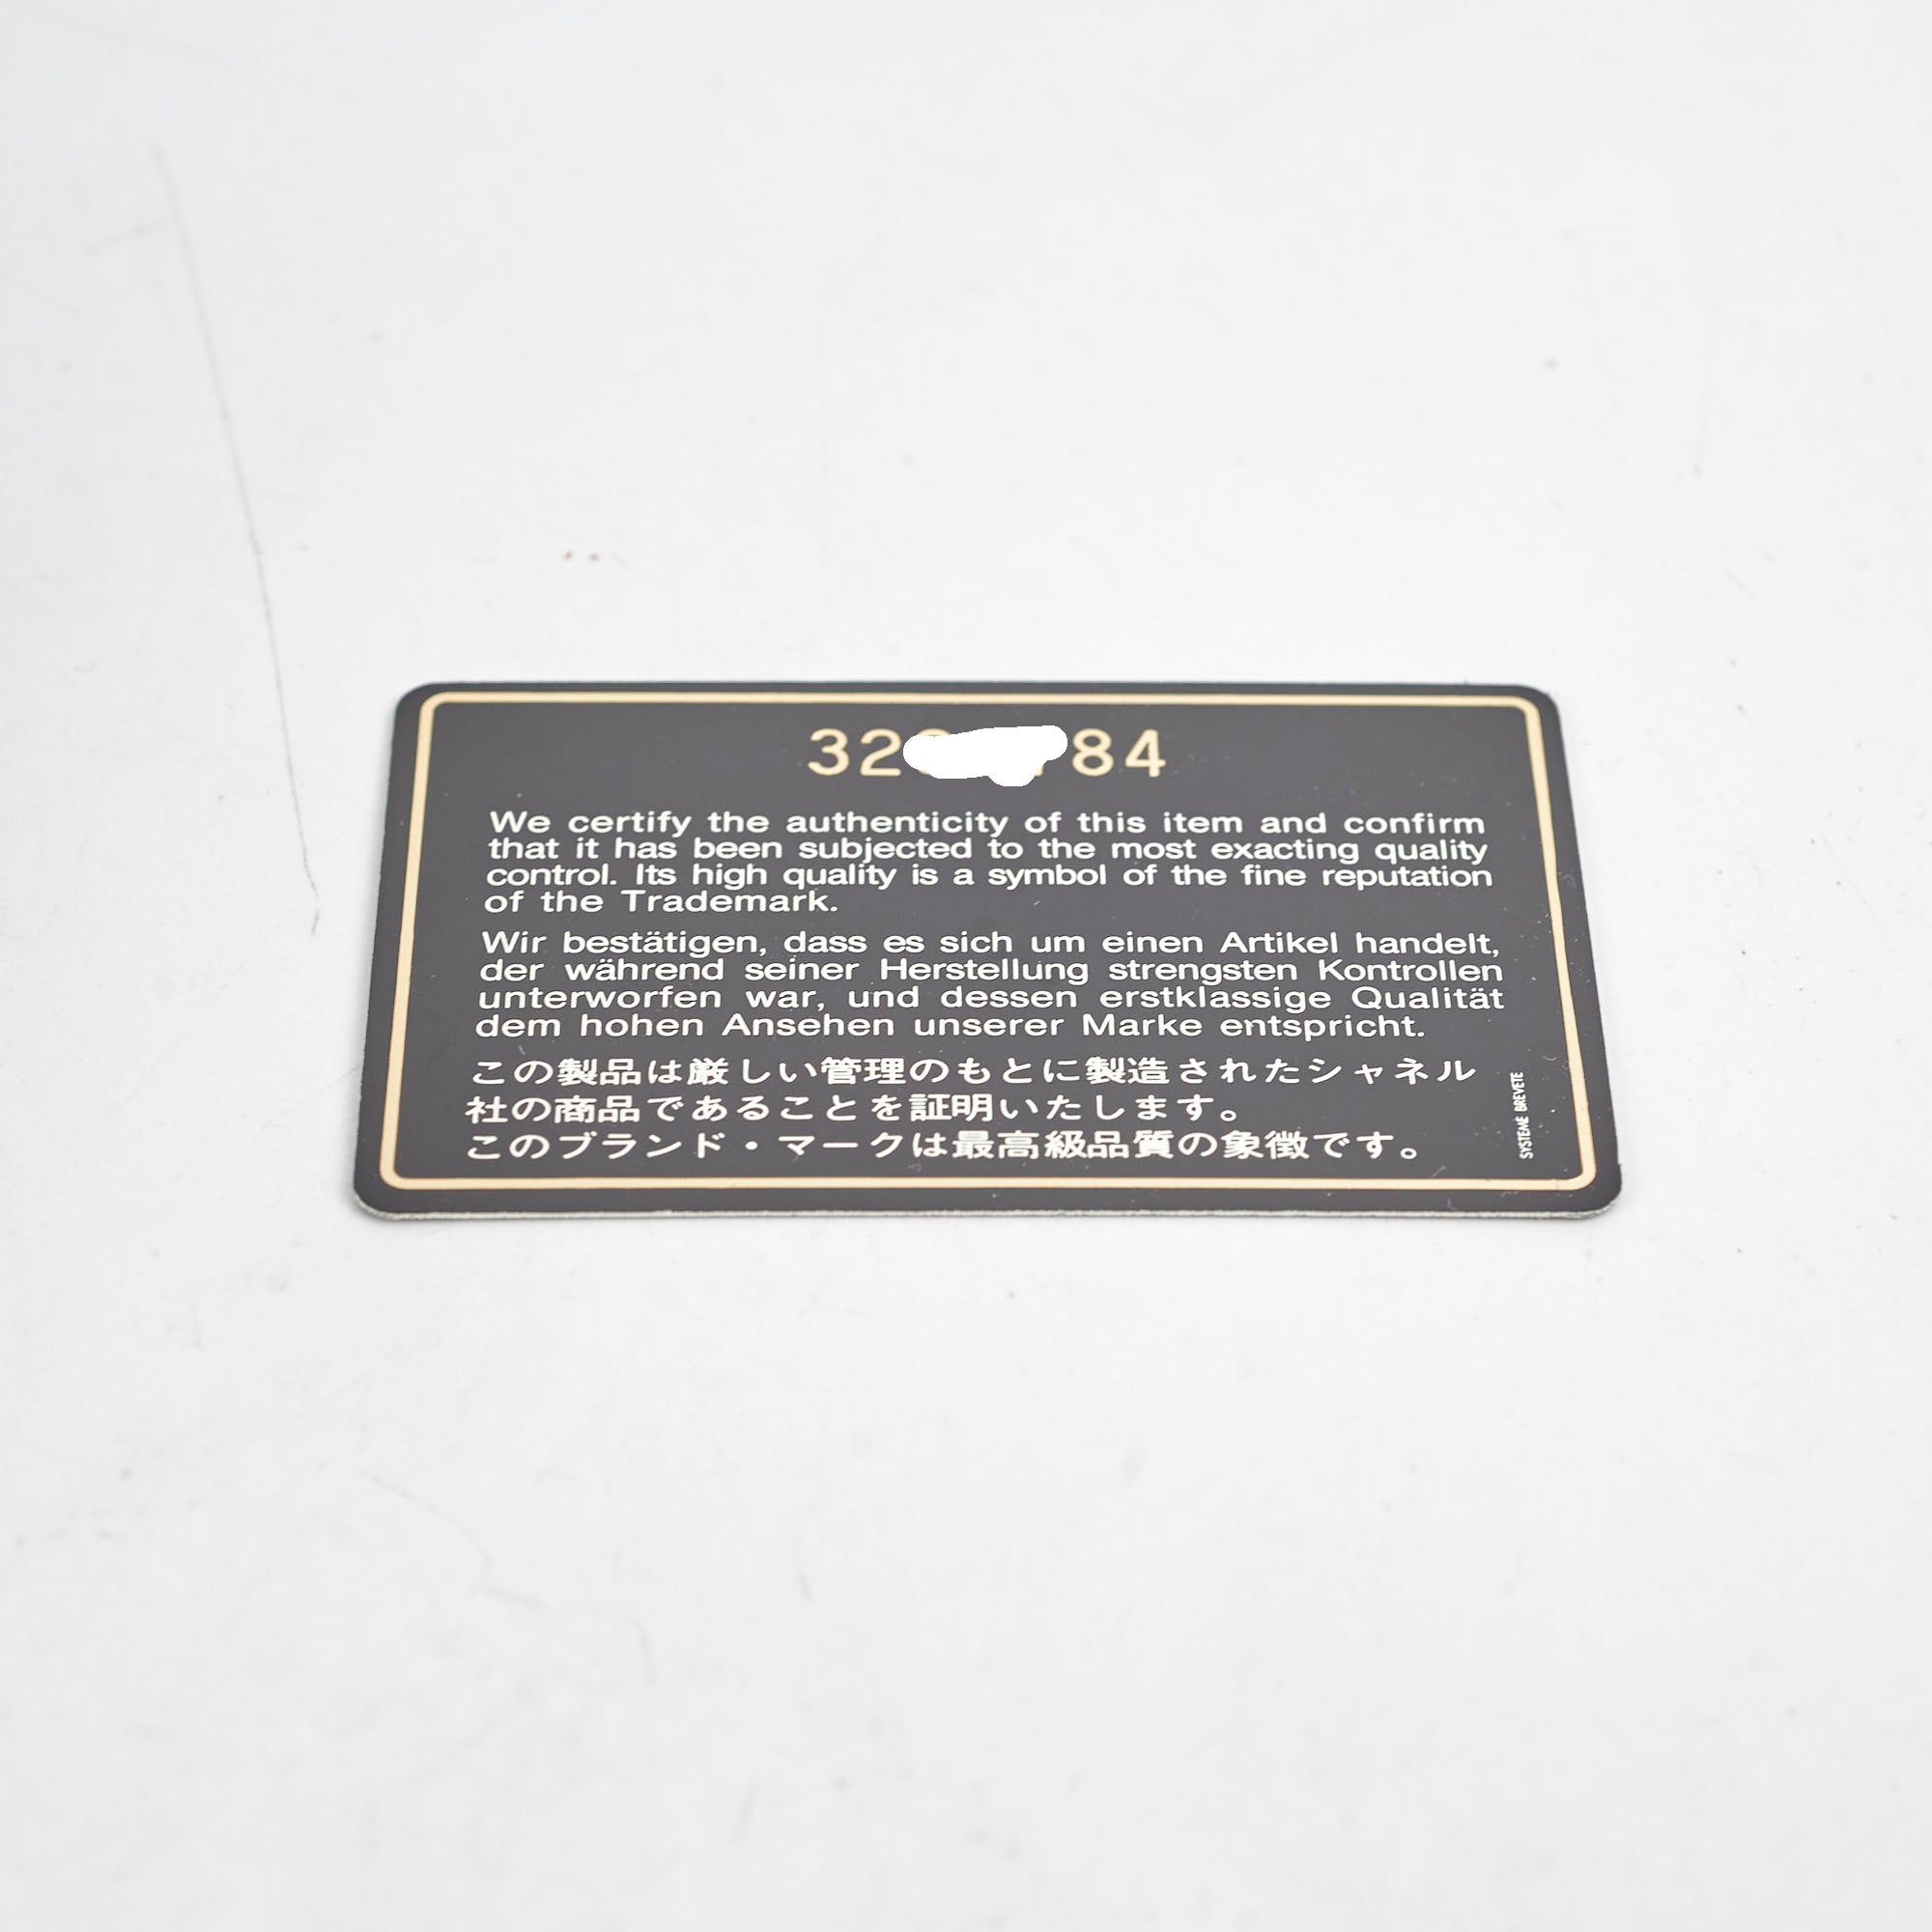 32 84
We certify the authenticity of this item and confirm
that it has been subjected to the most exacting quality
control. Its high quality is a symbol of the fine reputation
of the Trademark.
Wir bestätigen, dass es sich um einen Artikel handelt,
der während seiner Herstellung strengsten Kontrollen
unterworfen war, und dessen erstklassige Qualität
dem hohen Ansehen unserer Marke entspricht.
この製品は厳しい管理のもとに製造されたシャネル
社の商品であることを証明いたします。
このブランド・マークは最高級品質の象徴です。
SYSTEME BREVETE